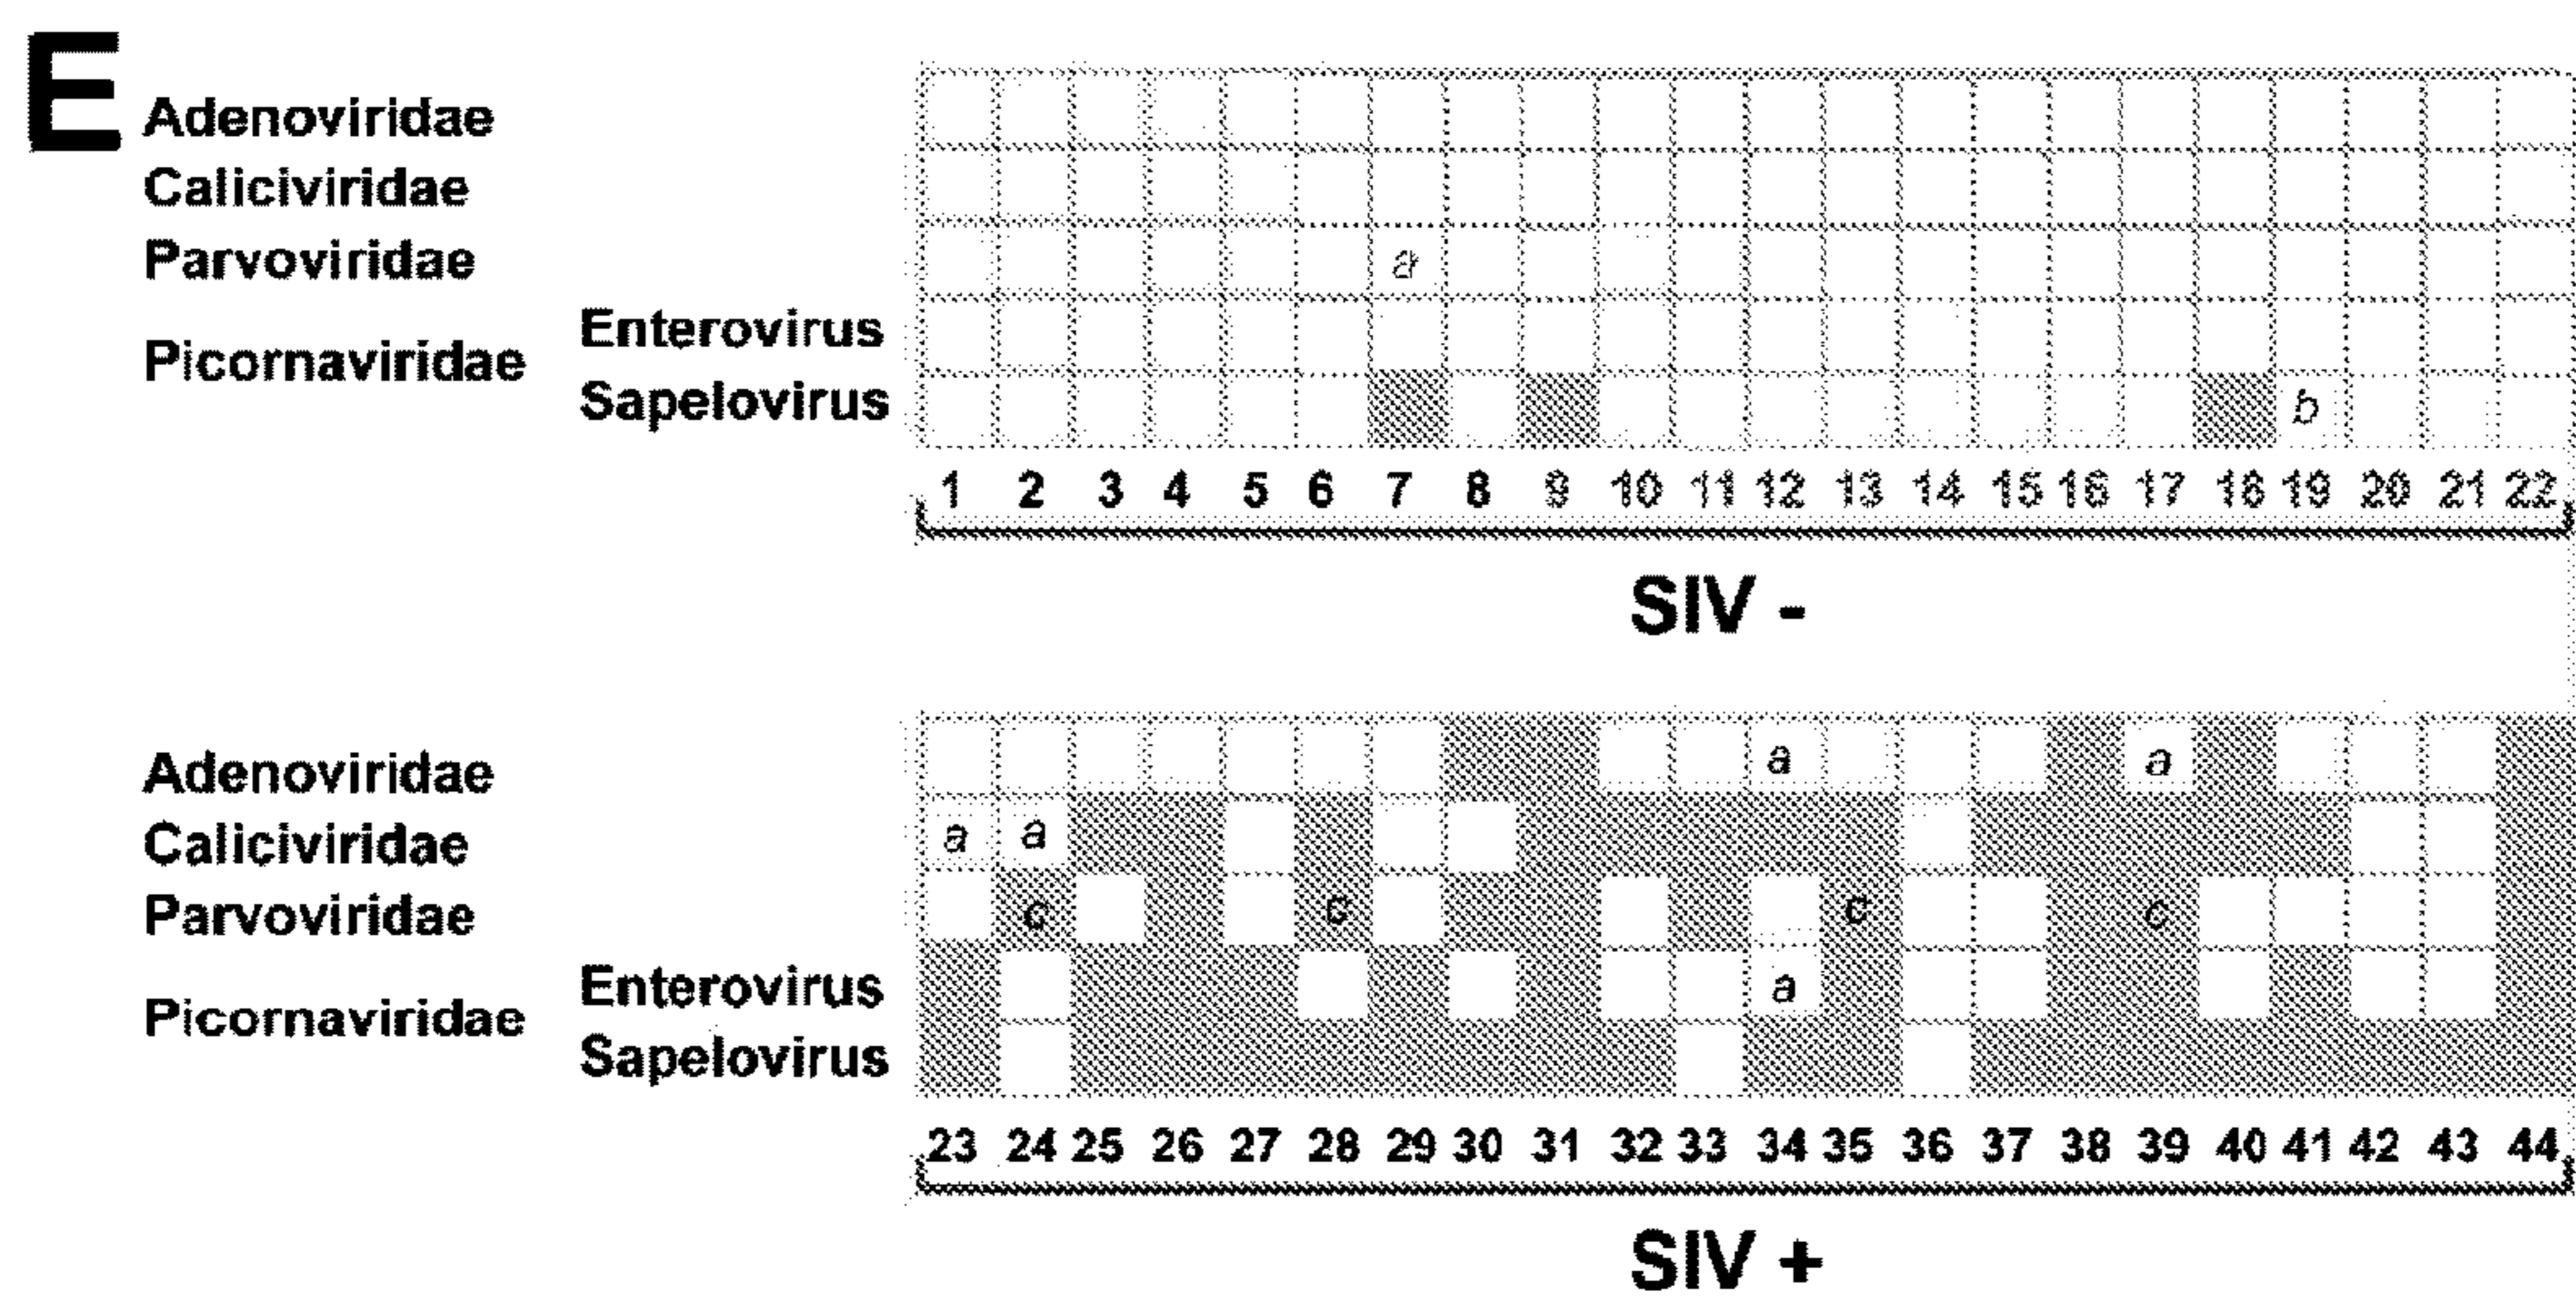 E
Adenoviridae
Caliciviridae
Parvoviridae a
Enterovirus
Picornaviridae
Sapelovirus b
1 2 3 4 5 6 7 8 9 10 11 12 13 14 15 16 17 18 19 20 21 22
SIV -
Adenoviridae a a
Caliciviridae a a
Parvoviridae c c c c
Enterovirus a
Picornaviridae
Sapelovirus
23 24 25 26 27 28 29 30 31 32 33 34 35 36 37 38 39 40 41 42 43 44
SIV +